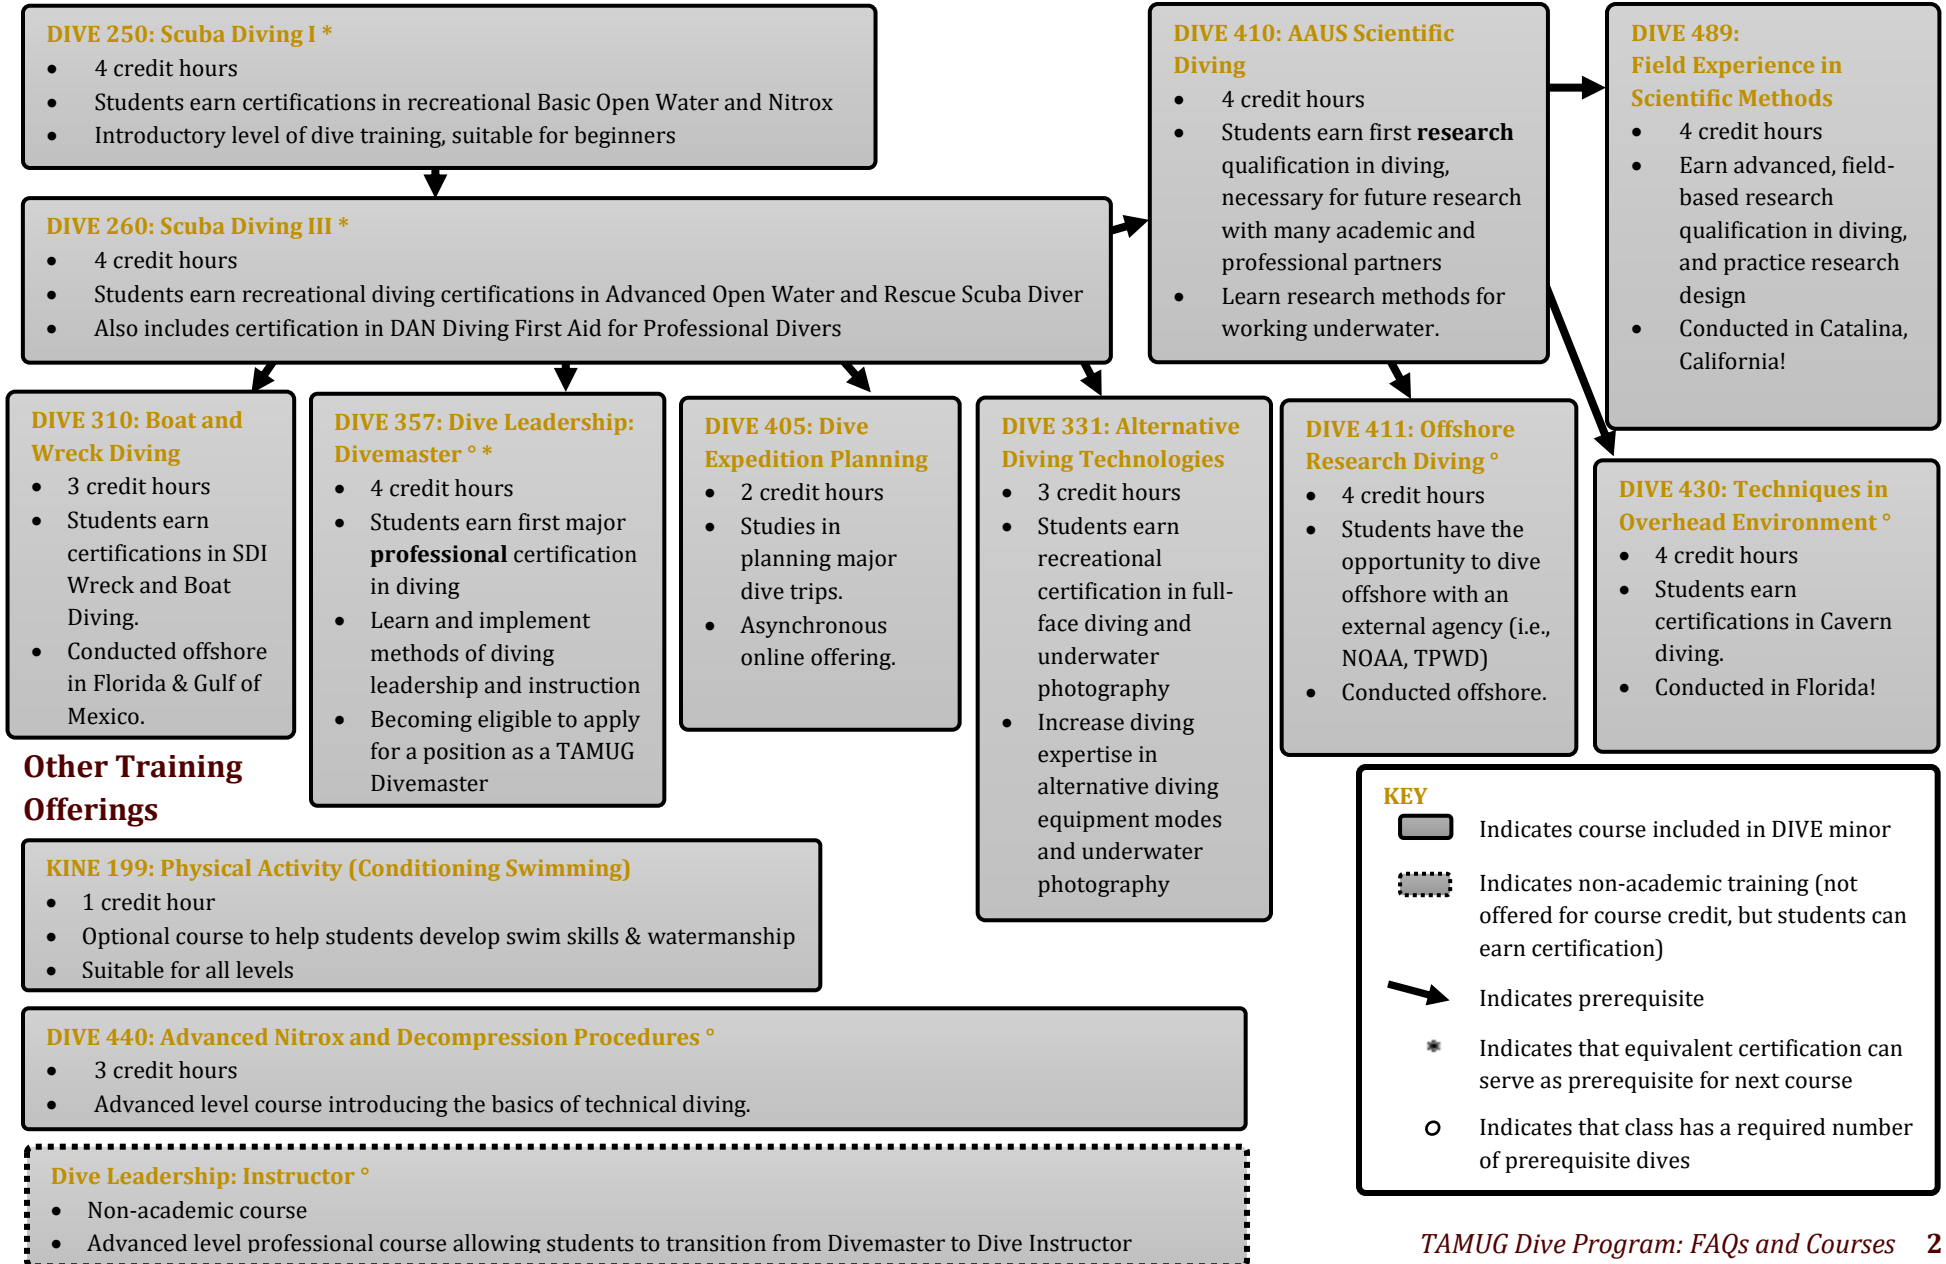 DIVE 250: Scuba Diving I *
• 4 credit hours
• Students earn certifications in recreational Basic Open Water and Nitrox
• Introductory level of dive training, suitable for beginners
DIVE 260: Scuba Diving III *
• 4 credit hours
• Students earn recreational diving certifications in Advanced Open Water and Rescue Scuba Diver
• Also includes certification in DAN Diving First Aid for Professional Divers
DIVE 410: AAUS Scientific
Diving
• 4 credit hours
• Students earn first research
qualification in diving,
necessary for future research
with many academic and
professional partners
• Learn research methods for
working underwater.
DIVE 489:
Field Experience in
Scientific Methods
• 4 credit hours
• Earn advanced, field-
based research
qualification in diving,
and practice research
design
• Conducted in Catalina,
California!
DIVE 310: Boat and
Wreck Diving
• 3 credit hours
• Students earn
certifications in SDI
Wreck and Boat
Diving.
• Conducted offshore
in Florida & Gulf of
Mexico.
DIVE 357: Dive Leadership:
Divemaster ° *
• 4 credit hours
• Students earn first major
professional certification
in diving
• Learn and implement
methods of diving
leadership and instruction
• Becoming eligible to apply
for a position as a TAMUG
Divemaster
DIVE 405: Dive
Expedition Planning
• 2 credit hours
• Studies in
planning major
dive trips.
• Asynchronous
online offering.
DIVE 331: Alternative
Diving Technologies
• 3 credit hours
• Students earn
recreational
certification in full-
face diving and
underwater
photography
• Increase diving
expertise in
alternative diving
equipment modes
and underwater
photography
DIVE 411: Offshore
Research Diving °
• 4 credit hours
• Students have the
opportunity to dive
offshore with an
external agency (i.e.,
NOAA, TPWD)
• Conducted offshore.
DIVE 430: Techniques in
Overhead Environment °
• 4 credit hours
• Students earn
certifications in Cavern
diving.
• Conducted in Florida!
Other Training
Offerings
KINE 199: Physical Activity (Conditioning Swimming)
• 1 credit hour
• Optional course to help students develop swim skills & watermanship
• Suitable for all levels
DIVE 440: Advanced Nitrox and Decompression Procedures °
• 3 credit hours
• Advanced level course introducing the basics of technical diving.
Dive Leadership: Instructor °
• Non-academic course
• Advanced level professional course allowing students to transition from Divemaster to Dive Instructor
KEY
Indicates course included in DIVE minor
Indicates non-academic training (not
offered for course credit, but students can
earn certification)
Indicates prerequisite
* Indicates that equivalent certification can
serve as prerequisite for next course
° Indicates that class has a required number
of prerequisite dives
TAMUG Dive Program: FAQs and Courses 2